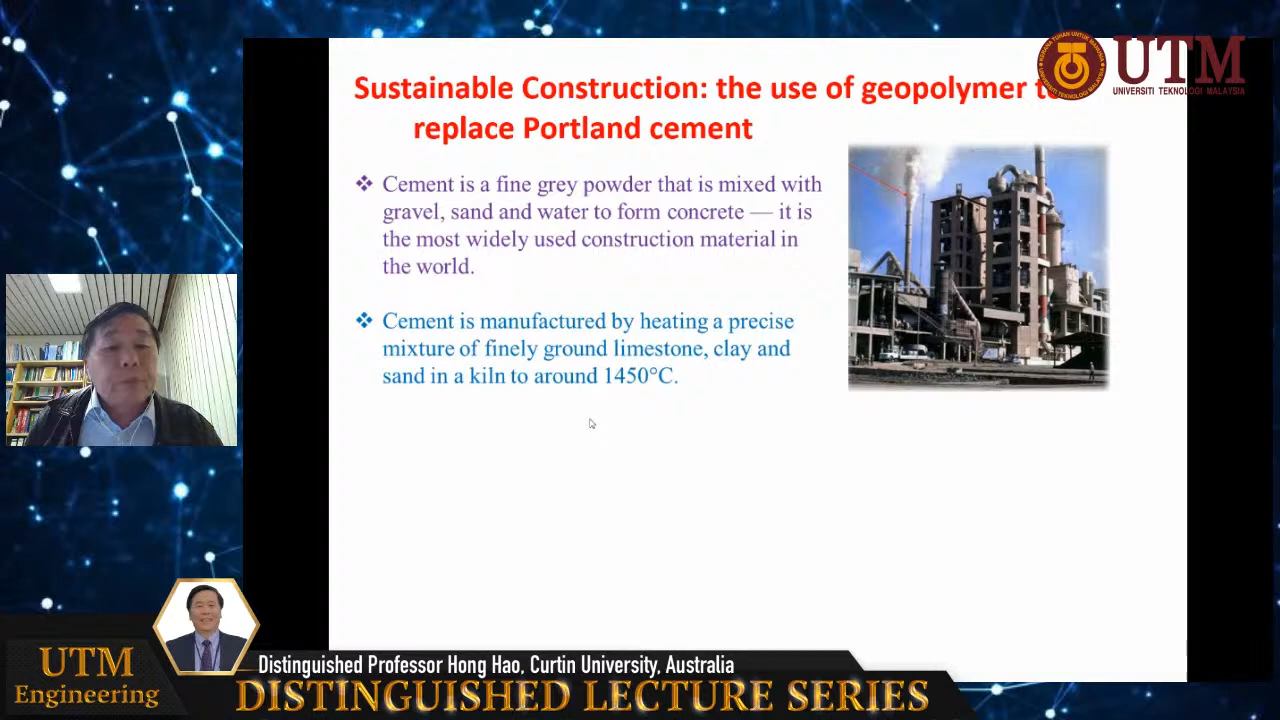 UTM
UNIVERSITI TEKNOLOGI MALAYSIA
Sustainable Construction: the use of geopolymer
replace Portland cement
❖ Cement is a fine grey powder that is mixed with
gravel, sand and water to form concrete — it is
the most widely used construction material in
the world.
❖ Cement is manufactured by heating a precise
mixture of finely ground limestone, clay and
sand in a kiln to around 1450°C.
UTM
Engineering
Distinguished Professor Hong Hao, Curtin University, Australia
DISTINGUISHED LECTURE SERIES